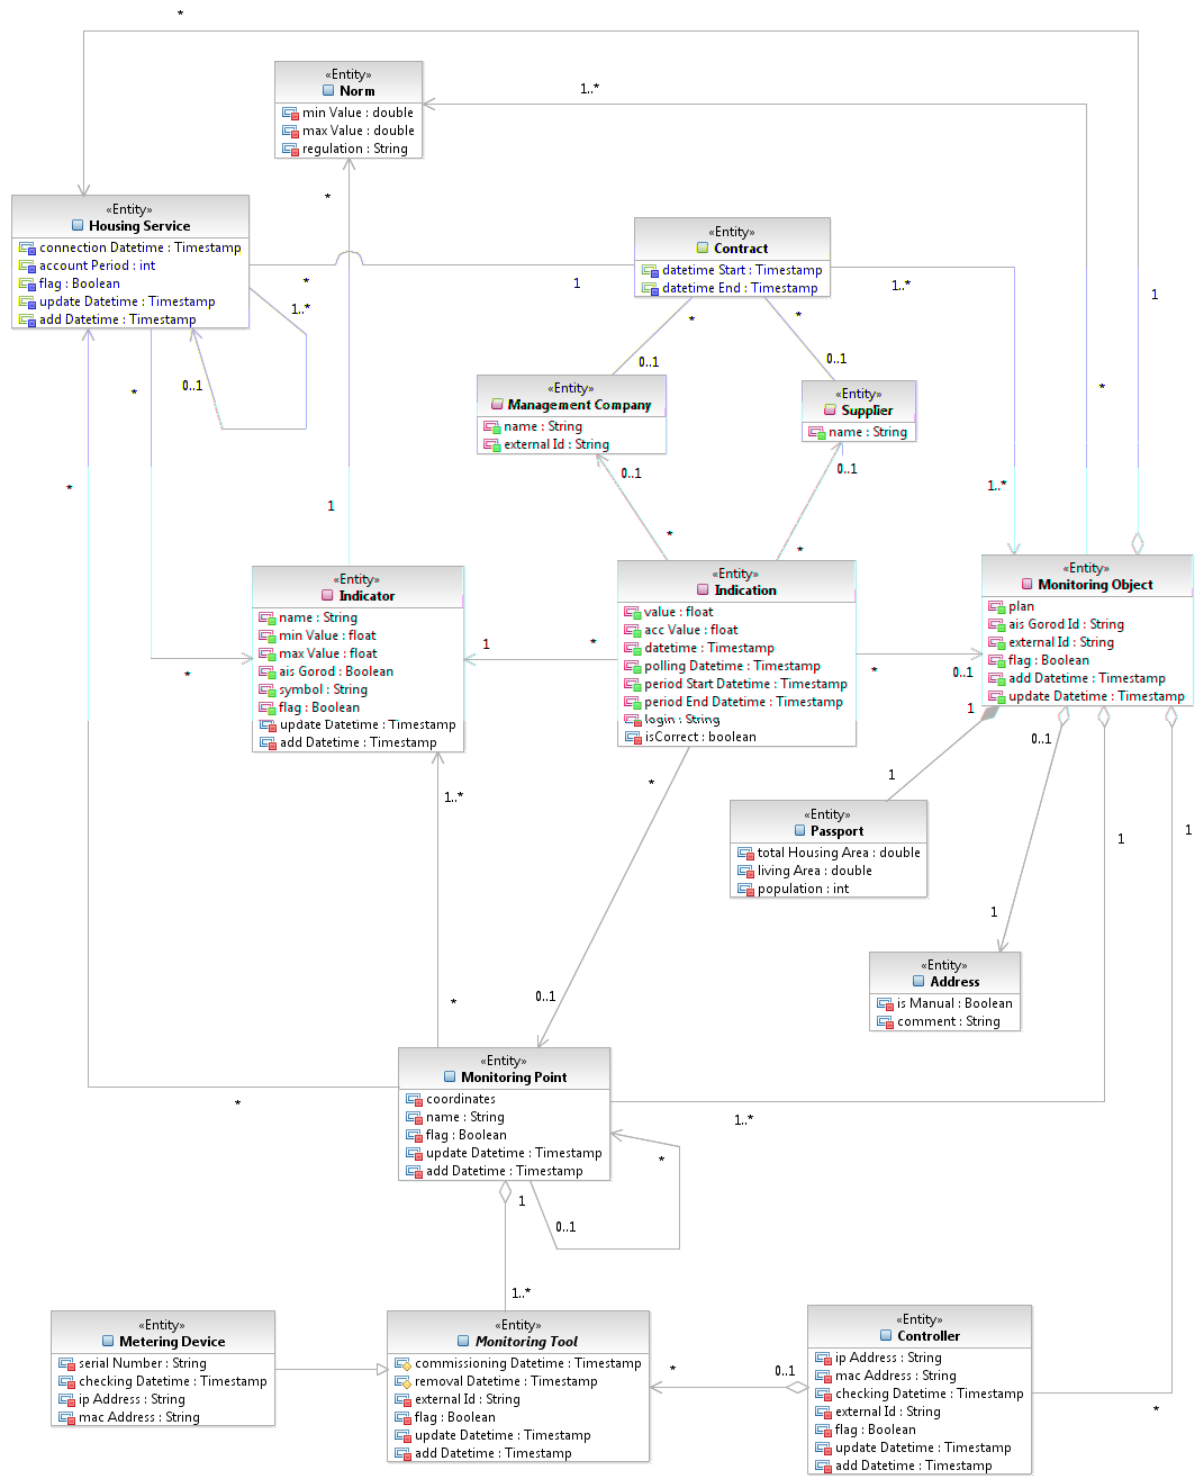 *
«Entity»
Norm
min Value : double
max Value : double
regulation : String
1..*
*
«Entity»
Housing Service
connection Datetime : Timestamp
account Period : int
flag : Boolean
update Datetime : Timestamp
add Datetime : Timestamp
*
1
1..*
0..1
«Entity»
Contract
datetime Start : Timestamp
datetime End : Timestamp
1..*
1
*
*
0..1
0..1
*
*
«Entity»
Management Company
name : String
external Id : String
«Entity»
Supplier
name : String
0..1
0..1
*
1
*
*
1..*
«Entity»
Indicator
name : String
min Value : float
max Value : float
ais Gorod : Boolean
symbol : String
flag : Boolean
update Datetime : Timestamp
add Datetime : Timestamp
*
1
*
«Entity»
Indication
value : float
acc Value : float
datetime : Timestamp
polling Datetime : Timestamp
period Start Datetime : Timestamp
period End Datetime : Timestamp
login : String
isCorrect : boolean
*
0..1
«Entity»
Monitoring Object
plan
ais Gorod Id : String
external Id : String
flag : Boolean
add Datetime : Timestamp
update Datetime : Timestamp
1
0..1
1
1..*
*
1
1
«Entity»
Passport
total Housing Area : double
living Area : double
population : int
1
«Entity»
Address
is Manual : Boolean
comment : String
*
0..1
*
1..*
«Entity»
Monitoring Point
coordinates
name : String
flag : Boolean
update Datetime : Timestamp
add Datetime : Timestamp
*
1
0..1
1..*
«Entity»
Metering Device
serial Number : String
checking Datetime : Timestamp
ip Address : String
mac Address : String
«Entity»
Monitoring Tool
commissioning Datetime : Timestamp
removal Datetime : Timestamp
external Id : String
flag : Boolean
update Datetime : Timestamp
add Datetime : Timestamp
*
0..1
«Entity»
Controller
ip Address : String
mac Address : String
checking Datetime : Timestamp
external Id : String
flag : Boolean
update Datetime : Timestamp
add Datetime : Timestamp
*